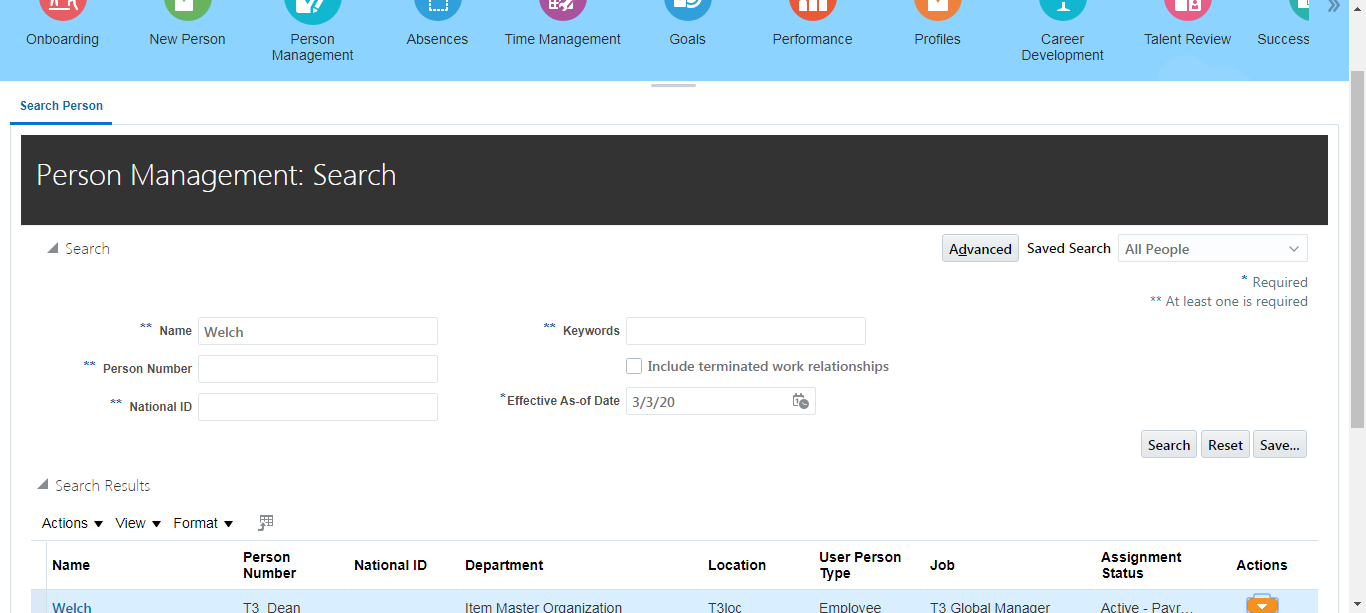 Onboarding New Person Person Management Absences Time Management Goals Performance Profiles Career Development Talent Review Success
Search Person
Person Management: Search
Search
Advanced Saved Search All People
* Required
** At least one is required
** Name Welch
** Keywords
** Person Number
Include terminated work relationships
** National ID
*Effective As-of Date 3/3/20
Search Reset Save...
Search Results
Actions View Format
Name Person Number National ID Department Location User Person Type Job Assignment Status Actions
Welch T3_Dean Item Master Organization T3loc Employee T3 Global Manager Active - Payr...